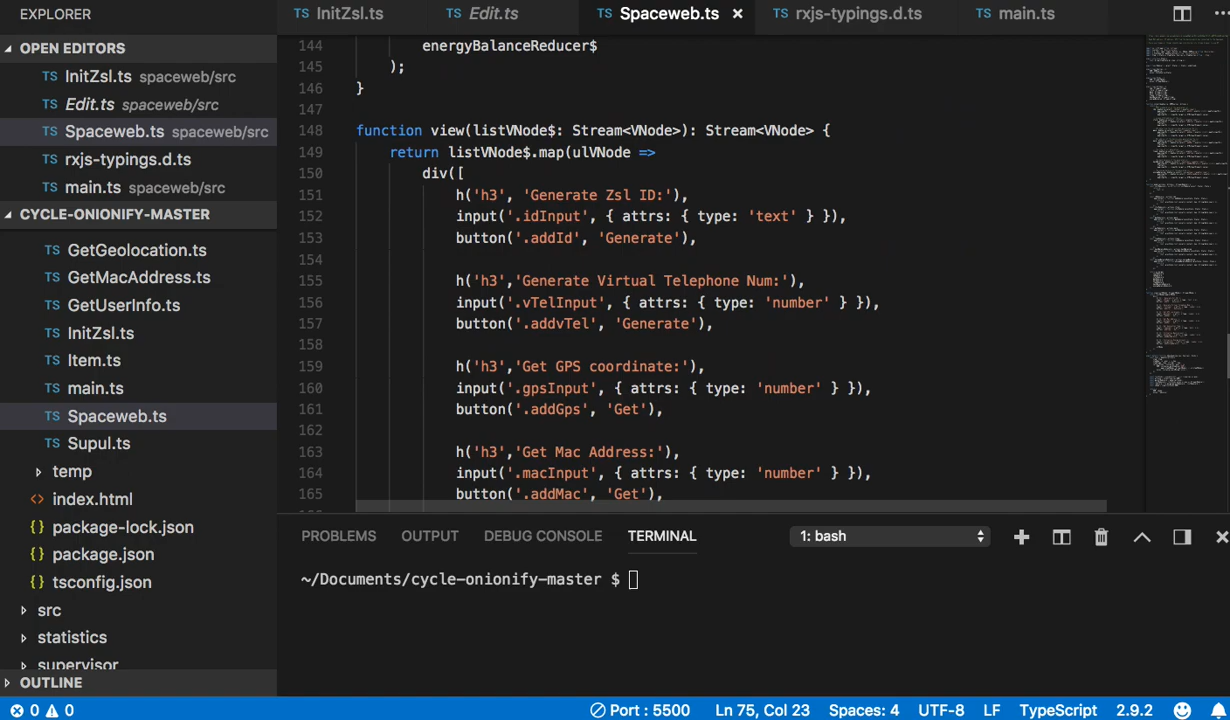 EXPLORER
TS InitZsl.ts TS Edit.ts TS Spaceweb.ts × TS rxjs-typings.d.ts TS main.ts
OPEN EDITORS
TS InitZsl.ts spaceweb/src
TS Edit.ts spaceweb/src
TS Spaceweb.ts spaceweb/src
TS rxjs-typings.d.ts
TS main.ts spaceweb/src
CYCLE-ONIONIFY-MASTER
TS GetGeolocation.ts
TS GetMacAddress.ts
TS GetUserInfo.ts
TS InitZsl.ts
TS Item.ts
TS main.ts
TS Spaceweb.ts
TS Supul.ts
temp
<> index.html
{} package-lock.json
{} package.json
{} tsconfig.json
src
statistics
supervisor
OUTLINE
144 energyBalanceReducer$
145 );
146 }
147
148 function view(listVNode$: Stream<VNode>): Stream<VNode> {
149 return listVNode$.map(ulVNode =>
150 div([
151 h('h3', 'Generate Zsl ID:'),
152 input('.idInput', { attrs: { type: 'text' } }),
153 button('.addId', 'Generate'),
154
155 h('h3','Generate Virtual Telephone Num:'),
156 input('.vTelInput', { attrs: { type: 'number' } }),
157 button('.addvTel', 'Generate'),
158
159 h('h3','Get GPS coordinate:'),
160 input('.gpsInput', { attrs: { type: 'number' } }),
161 button('.addGps', 'Get'),
162
163 h('h3','Get Mac Address:'),
164 input('.macInput', { attrs: { type: 'number' } }),
165 button('.addMac', 'Get'),
PROBLEMS OUTPUT DEBUG CONSOLE TERMINAL 1: bash
~/Documents/cycle-onionify-master $
0 0 Port : 5500 Ln 75, Col 23 Spaces: 4 UTF-8 LF TypeScript 2.9.2